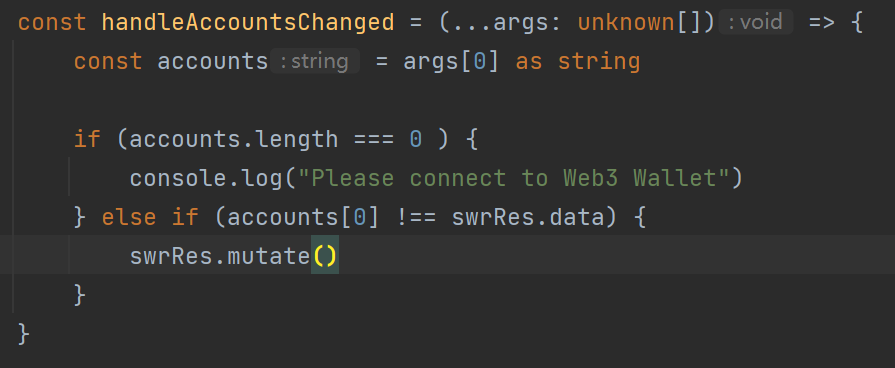 const handleAccountsChanged = (...args: unknown[]) : void => {
const accounts : string = args[0] as string
if (accounts.length === 0 ) {
console.log("Please connect to Web3 Wallet")
} else if (accounts[0] !== swrRes.data) {
swrRes.mutate()
}
}